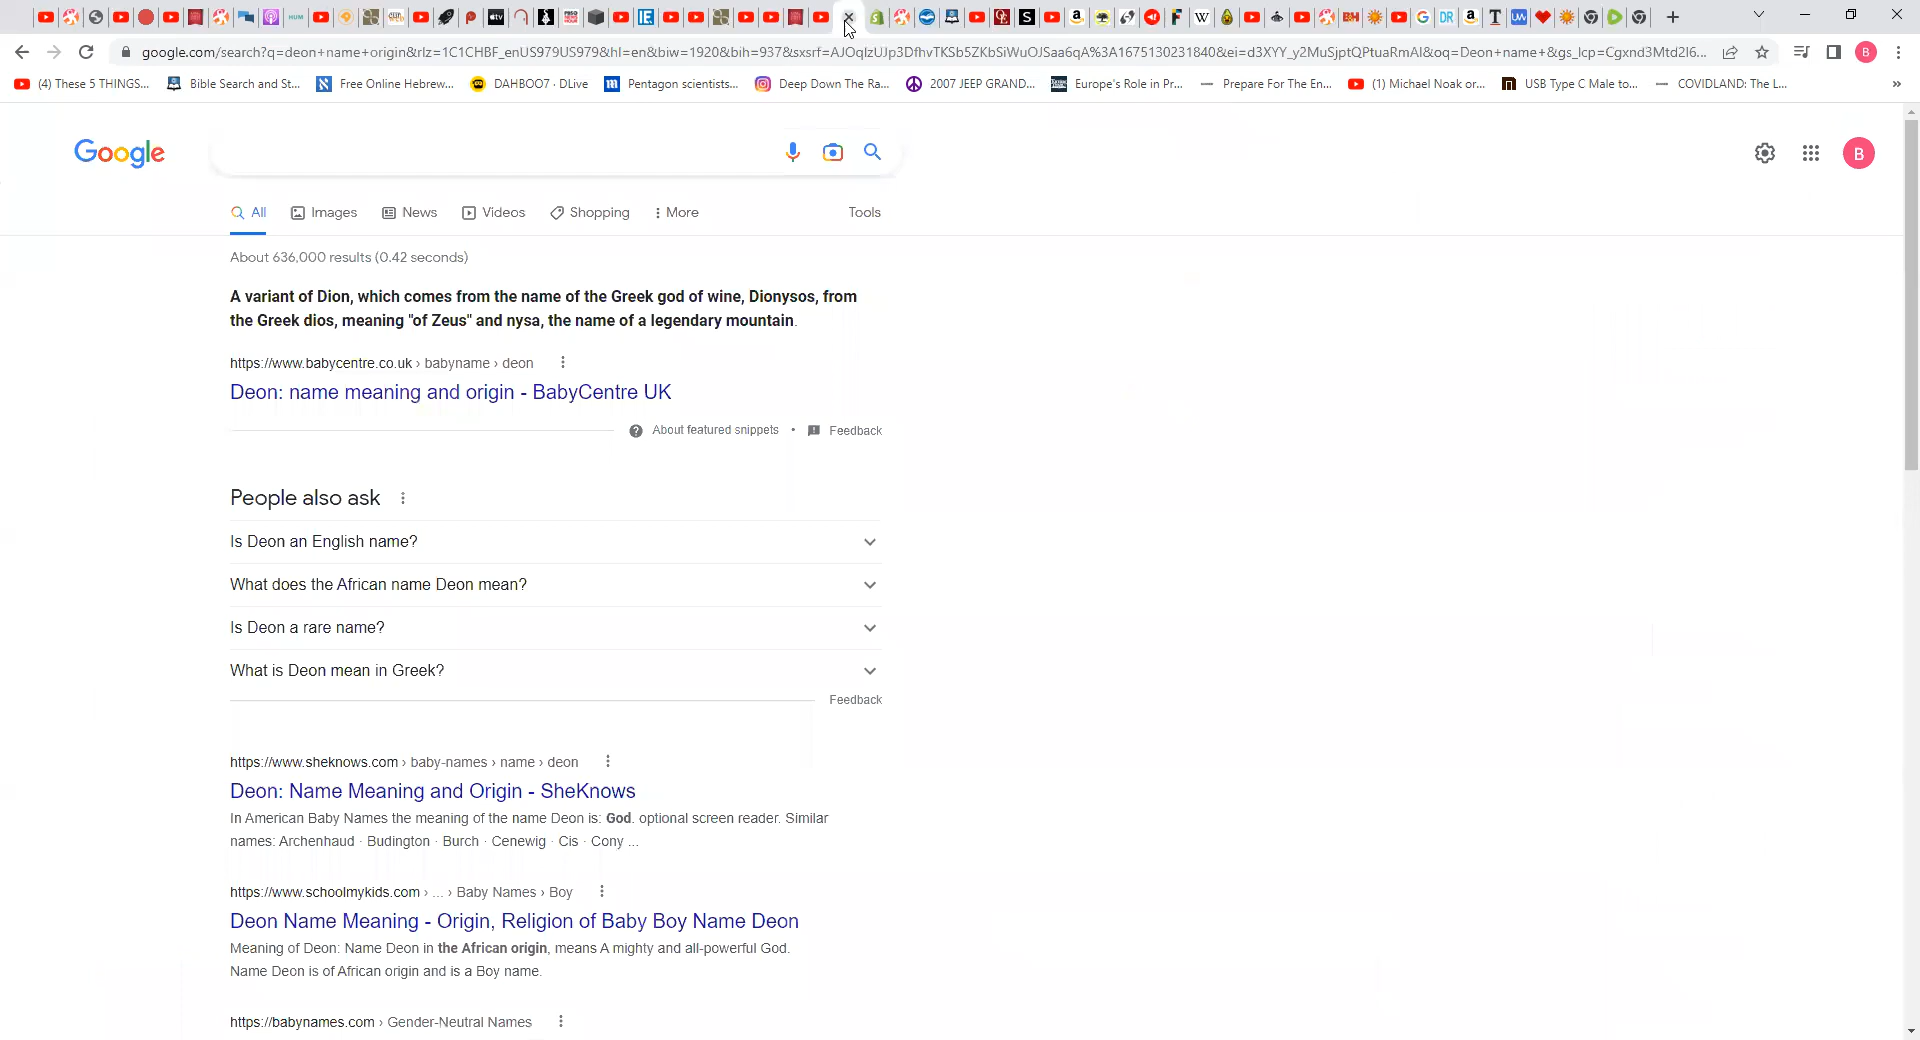 google.com/search?q=deon+name+origin&rlz=1C1CHBF_enUS979US979&hl=en&biw=1920&bih=937&sxsrf=AJOqlzUJp3DfhvTKSb5ZKbSiWuOJSaa6qA%3A1675130231840&ei=d3XYY_y2MuSjptQPtuaRmAI&oq=Deon+name+&gs_lcp=Cgxnd3Mtd2l6...
B
(4) These 5 THINGS... Bible Search and St... Free Online Hebrew... DAHBOO7 · DLive Pentagon scientists... Deep Down The Ra... 2007 JEEP GRAND... Europe's Role in Pr... Prepare For The En... (1) Michael Noak or... USB Type C Male to... COVIDLAND: The L... »
Google
B
All Images News Videos Shopping More Tools
About 636,000 results (0.42 seconds)
A variant of Dion, which comes from the name of the Greek god of wine, Dionysos, from
the Greek dios, meaning "of Zeus" and nysa, the name of a legendary mountain.
https://www.babycentre.co.uk › babyname › deon
Deon: name meaning and origin - BabyCentre UK
About featured snippets • Feedback
People also ask
Is Deon an English name?
What does the African name Deon mean?
Is Deon a rare name?
What is Deon mean in Greek?
Feedback
https://www.sheknows.com › baby-names › name › deon
Deon: Name Meaning and Origin - SheKnows
In American Baby Names the meaning of the name Deon is: God. optional screen reader. Similar
names: Archenhaud · Budington · Burch · Cenewig · Cis · Cony ...
https://www.schoolmykids.com › ... › Baby Names › Boy
Deon Name Meaning - Origin, Religion of Baby Boy Name Deon
Meaning of Deon: Name Deon in the African origin, means A mighty and all-powerful God.
Name Deon is of African origin and is a Boy name.
https://babynames.com › Gender-Neutral Names